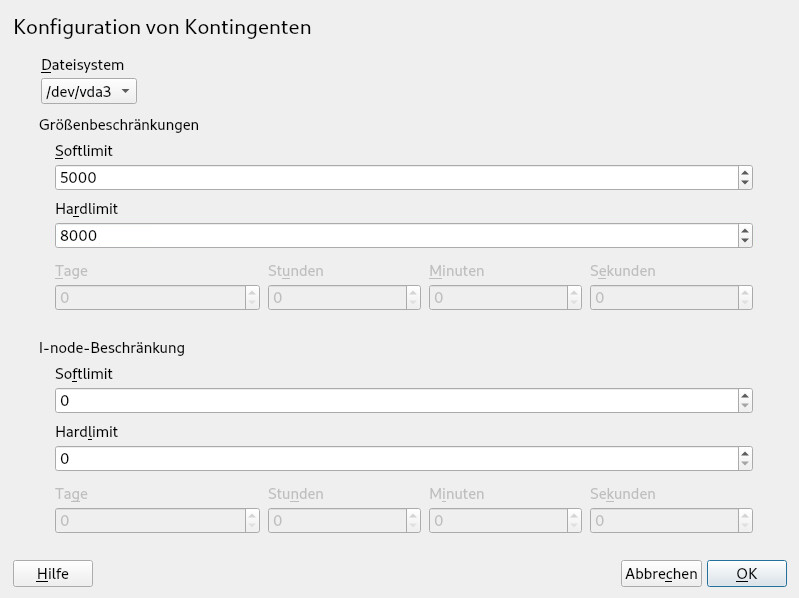 Konfiguration von Kontingenten
Dateisystem
/dev/vda3
Größenbeschränkungen
Softlimit
5000
Hardlimit
8000
Tage Stunden Minuten Sekunden
0 0 0 0
I-node-Beschränkung
Softlimit
0
Hardlimit
0
Tage Stunden Minuten Sekunden
0 0 0 0
Hilfe Abbrechen OK